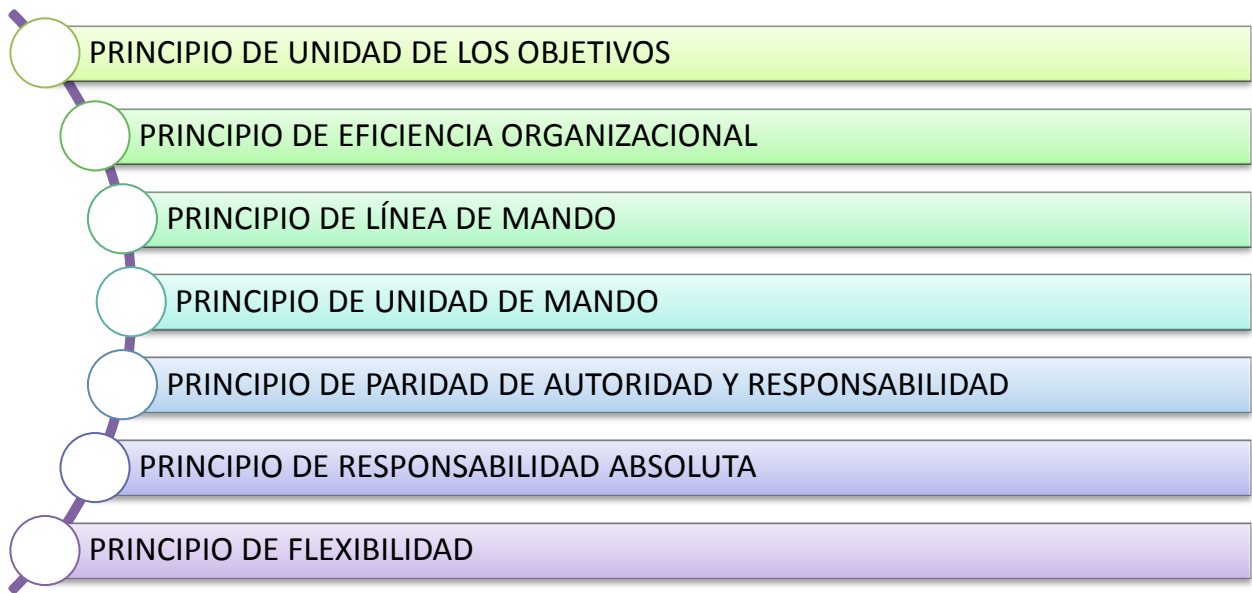 PRINCIPIO DE UNIDAD DE LOS OBJETIVOS
PRINCIPIO DE EFICIENCIA ORGANIZACIONAL
PRINCIPIO DE LÍNEA DE MANDO
PRINCIPIO DE UNIDAD DE MANDO
PRINCIPIO DE PARIDAD DE AUTORIDAD Y RESPONSABILIDAD
PRINCIPIO DE RESPONSABILIDAD ABSOLUTA
PRINCIPIO DE FLEXIBILIDAD